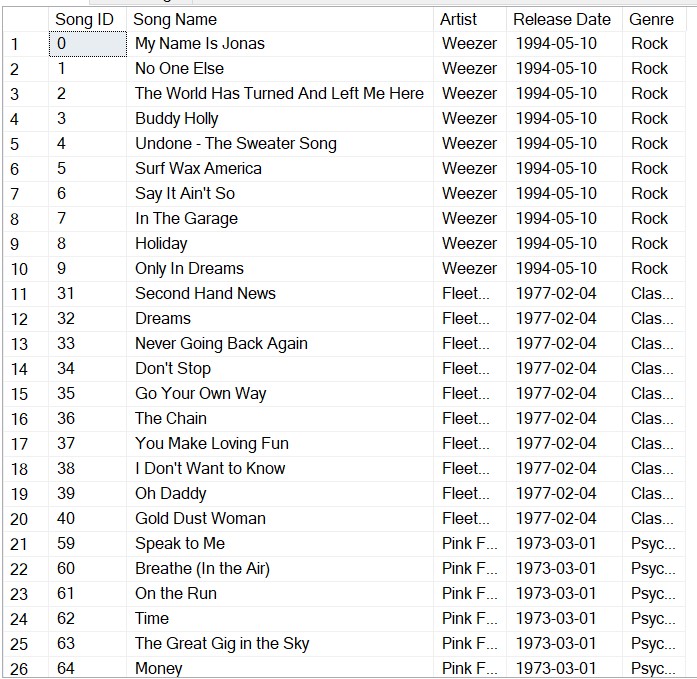 Song ID Song Name Artist Release Date Genre
1 0 My Name Is Jonas Weezer 1994-05-10 Rock
2 1 No One Else Weezer 1994-05-10 Rock
3 2 The World Has Turned And Left Me Here Weezer 1994-05-10 Rock
4 3 Buddy Holly Weezer 1994-05-10 Rock
5 4 Undone - The Sweater Song Weezer 1994-05-10 Rock
6 5 Surf Wax America Weezer 1994-05-10 Rock
7 6 Say It Ain't So Weezer 1994-05-10 Rock
8 7 In The Garage Weezer 1994-05-10 Rock
9 8 Holiday Weezer 1994-05-10 Rock
10 9 Only In Dreams Weezer 1994-05-10 Rock
11 31 Second Hand News Fleet... 1977-02-04 Clas...
12 32 Dreams Fleet... 1977-02-04 Clas...
13 33 Never Going Back Again Fleet... 1977-02-04 Clas...
14 34 Don't Stop Fleet... 1977-02-04 Clas...
15 35 Go Your Own Way Fleet... 1977-02-04 Clas...
16 36 The Chain Fleet... 1977-02-04 Clas...
17 37 You Make Loving Fun Fleet... 1977-02-04 Clas...
18 38 I Don't Want to Know Fleet... 1977-02-04 Clas...
19 39 Oh Daddy Fleet... 1977-02-04 Clas...
20 40 Gold Dust Woman Fleet... 1977-02-04 Clas...
21 59 Speak to Me Pink F... 1973-03-01 Psyc...
22 60 Breathe (In the Air) Pink F... 1973-03-01 Psyc...
23 61 On the Run Pink F... 1973-03-01 Psyc...
24 62 Time Pink F... 1973-03-01 Psyc...
25 63 The Great Gig in the Sky Pink F... 1973-03-01 Psyc...
26 64 Money Pink F... 1973-03-01 Psyc...